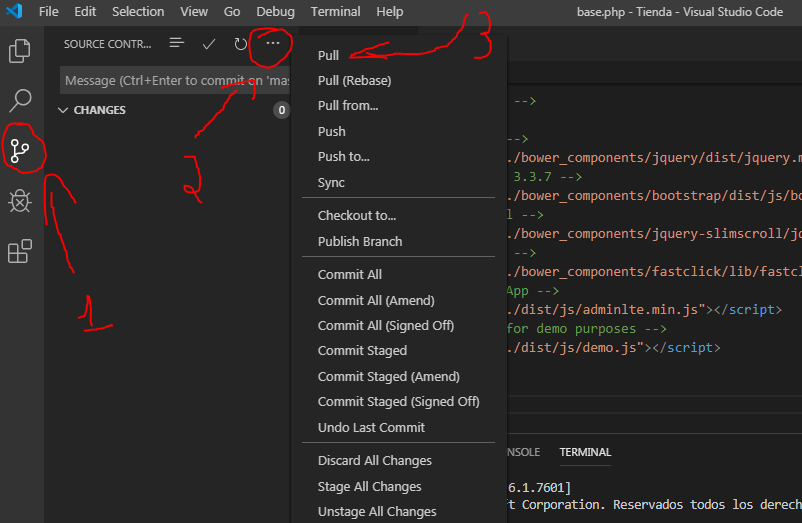 File Edit Selection View Go Debug Terminal Help base.php - Tienda - Visual Studio Code
SOURCE CONTR...
Message (Ctrl+Enter to commit on 'mas
CHANGES 0
1
2
3
Pull
Pull (Rebase)
Pull from...
Push
Push to...
Sync
Checkout to...
Publish Branch
Commit All
Commit All (Amend)
Commit All (Signed Off)
Commit Staged
Commit Staged (Amend)
Commit Staged (Signed Off)
Undo Last Commit
Discard All Changes
Stage All Changes
Unstage All Changes
-->
-->
./bower_components/jquery/dist/jquery.m
3.3.7 -->
./bower_components/bootstrap/dist/js/bo
l -->
./bower_components/jquery-slimscroll/jq
-->
./bower_components/fastclick/lib/fastcl
App -->
./dist/js/adminlte.min.js"></script>
for demo purposes -->
./dist/js/demo.js"></script>
NSOLE TERMINAL
6.1.7601]
ft Corporation. Reservados todos los derech